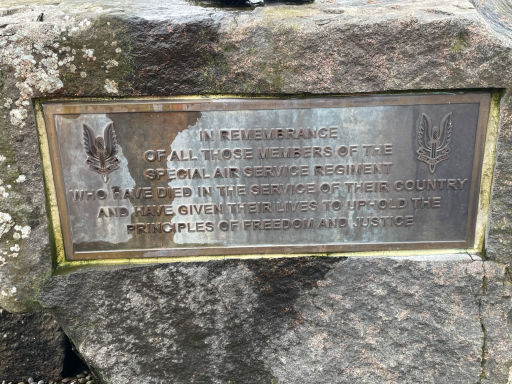 IN REMEMBRANCE
OF ALL THOSE MEMBERS OF THE
SPECIAL AIR SERVICE REGIMENT
WHO HAVE DIED IN THE SERVICE OF THEIR COUNTRY
AND HAVE GIVEN THEIR LIVES TO UPHOLD THE
PRINCIPLES OF FREEDOM AND JUSTICE